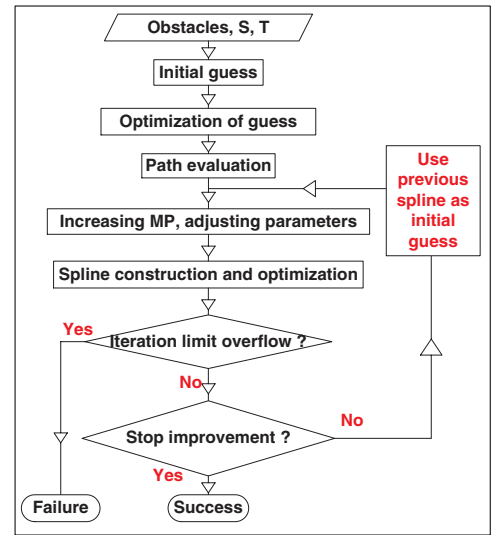 Obstacles, S, T
Initial guess
Optimization of guess
Path evaluation
Use
previous
spline as
initial
guess
Increasing MP, adjusting parameters
Spline construction and optimization
Yes
Iteration limit overflow ?
No
Stop improvement ?
No
Yes
Failure
Success